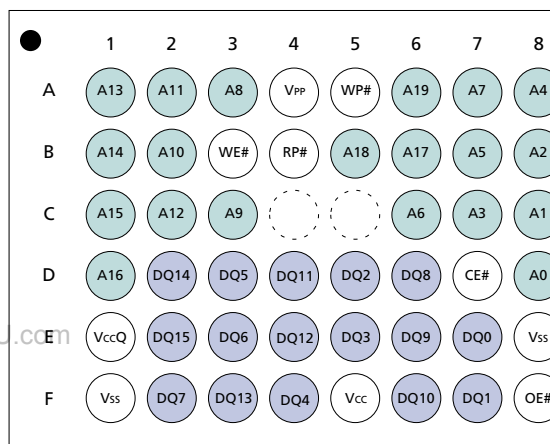 1 2 3 4 5 6 7 8
A A13 A11 A8 VPP WP# A19 A7 A4
B A14 A10 WE# RP# A18 A17 A5 A2
C A15 A12 A9 A6 A3 A1
D A16 DQ14 DQ5 DQ11 DQ2 DQ8 CE# A0
E VccQ DQ15 DQ6 DQ12 DQ3 DQ9 DQ0 Vss
F Vss DQ7 DQ13 DQ4 Vcc DQ10 DQ1 OE#
.com